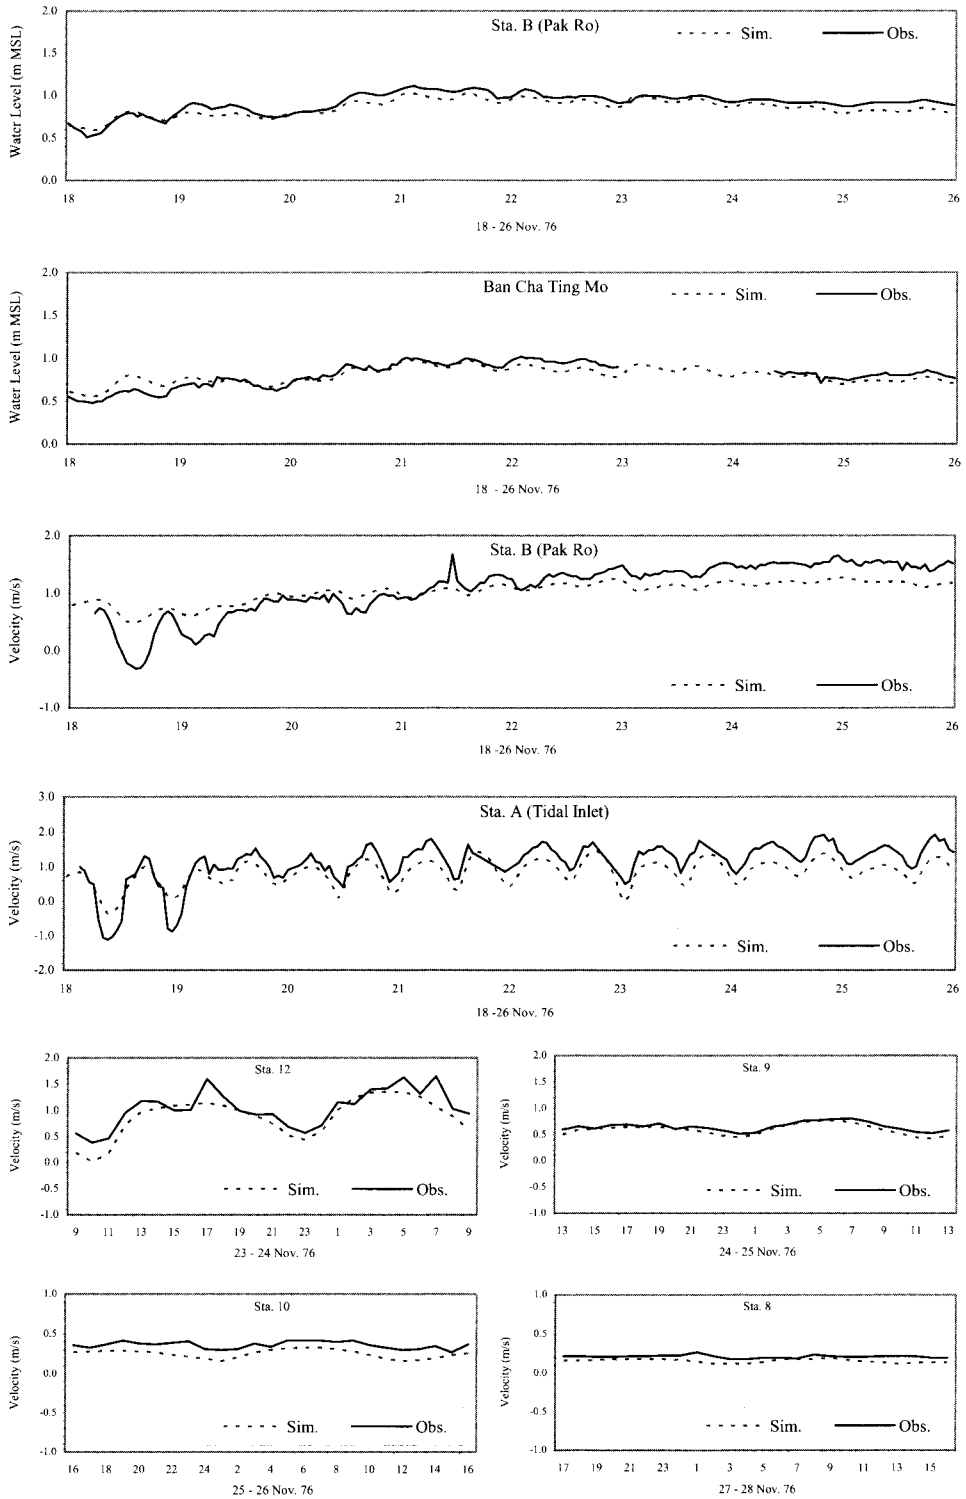 Sta. B (Pak Ro)
Sim. Obs.
Water Level (m MSL)
2.0
1.5
1.0
0.5
0.0
18 19 20 21 22 23 24 25 26
18 - 26 Nov. 76
Ban Cha Ting Mo
Sim. Obs.
Water Level (m MSL)
2.0
1.5
1.0
0.5
0.0
18 19 20 21 22 23 24 25 26
18 - 26 Nov. 76
Sta. B (Pak Ro)
Velocity (m/s)
2.0
1.0
0.0
-1.0
Sim. Obs.
18 19 20 21 22 23 24 25 26
18 -26 Nov. 76
Sta. A (Tidal Inlet)
Velocity (m/s)
3.0
2.0
1.0
0.0
-1.0
-2.0
Sim. Obs.
18 19 20 21 22 23 24 25 26
18 -26 Nov. 76
Sta. 12
Velocity (m/s)
2.0
1.5
1.0
0.5
0.0
-0.5
-1.0
Sim. Obs.
9 11 13 15 17 19 21 23 1 3 5 7 9
23 - 24 Nov. 76
Sta. 9
Velocity (m/s)
2.0
1.5
1.0
0.5
0.0
-0.5
-1.0
Sim. Obs.
13 15 17 19 21 23 1 3 5 7 9 11 13
24 - 25 Nov. 76
Sta. 10
Velocity (m/s)
1.0
0.5
0.0
-0.5
-1.0
Sim. Obs.
16 18 20 22 24 2 4 6 8 10 12 14 16
25 - 26 Nov. 76
Sta. 8
Velocity (m/s)
1.0
0.5
0.0
-0.5
-1.0
Sim. Obs.
17 19 21 23 1 3 5 7 9 11 13 15
27 - 28 Nov. 76